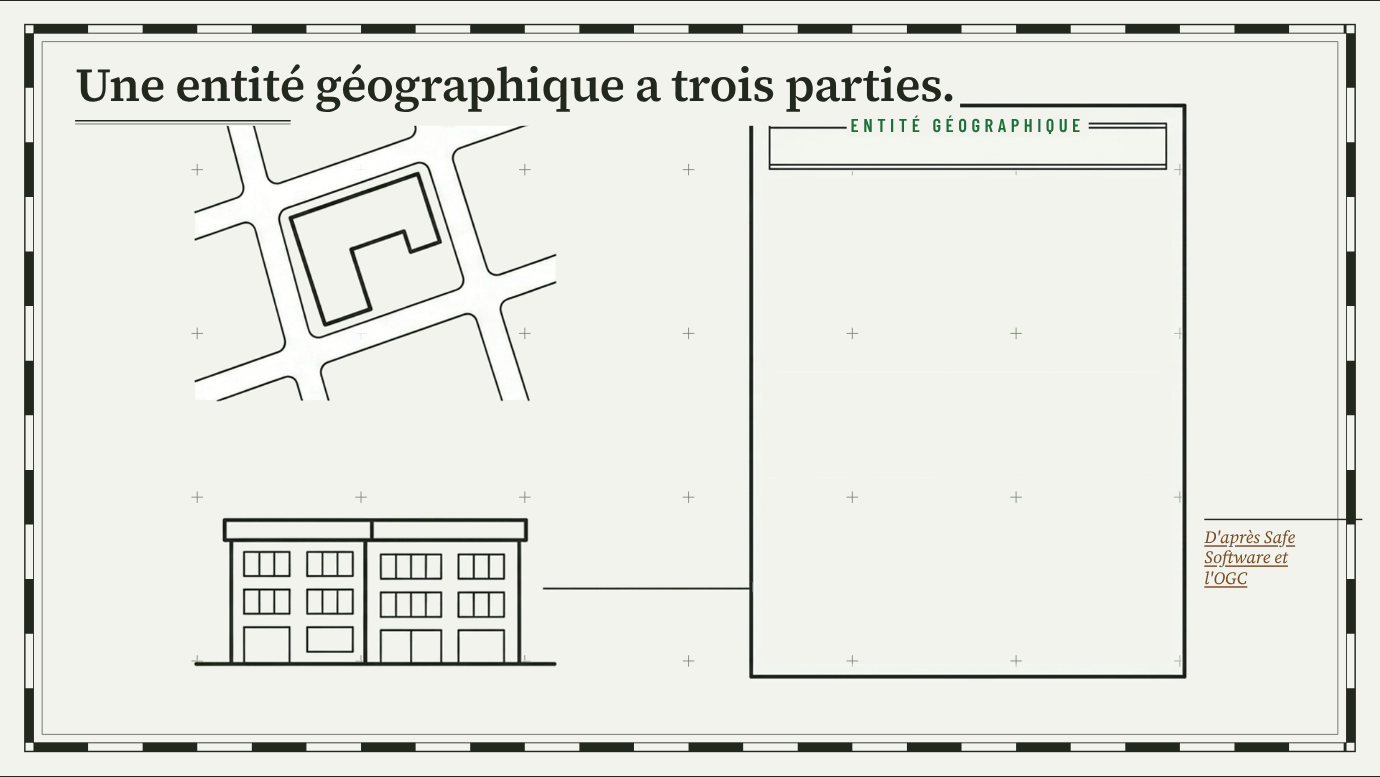 Une entité géographique a trois parties.
ENTITÉ GÉOGRAPHIQUE
D'après Safe
Software et
l'OGC